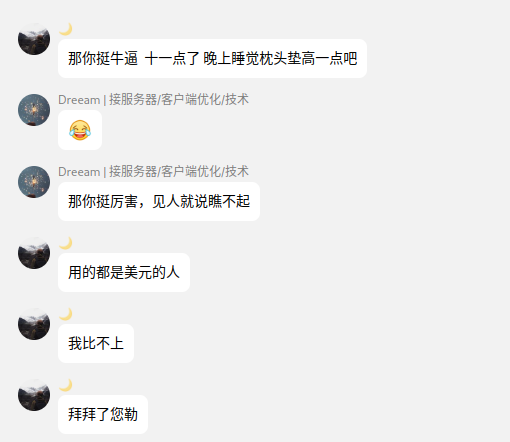 🌙
那你挺牛逼 十一点了 晚上睡觉枕头垫高一点吧
Dreeam | 接服务器/客户端优化/技术
😂
Dreeam | 接服务器/客户端优化/技术
那你挺厉害，见人就说瞧不起
🌙
用的都是美元的人
🌙
我比不上
🌙
拜拜了您勒